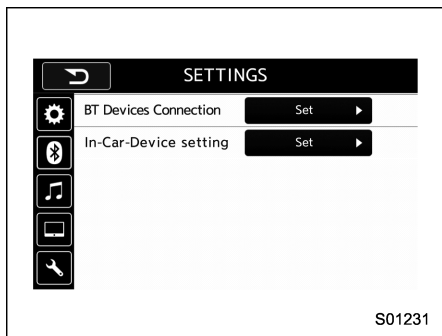 SETTINGS
BT Devices Connection Set
In-Car-Device setting Set
S01231